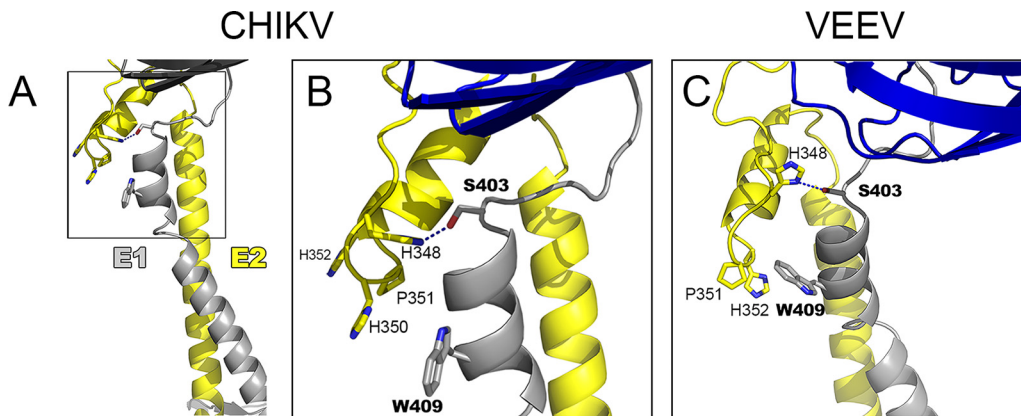 CHIKV
VEEV
A
E1
E2
B
S403
H352
H348
P351
H350
W409
C
H348
S403
P351
H352
W409